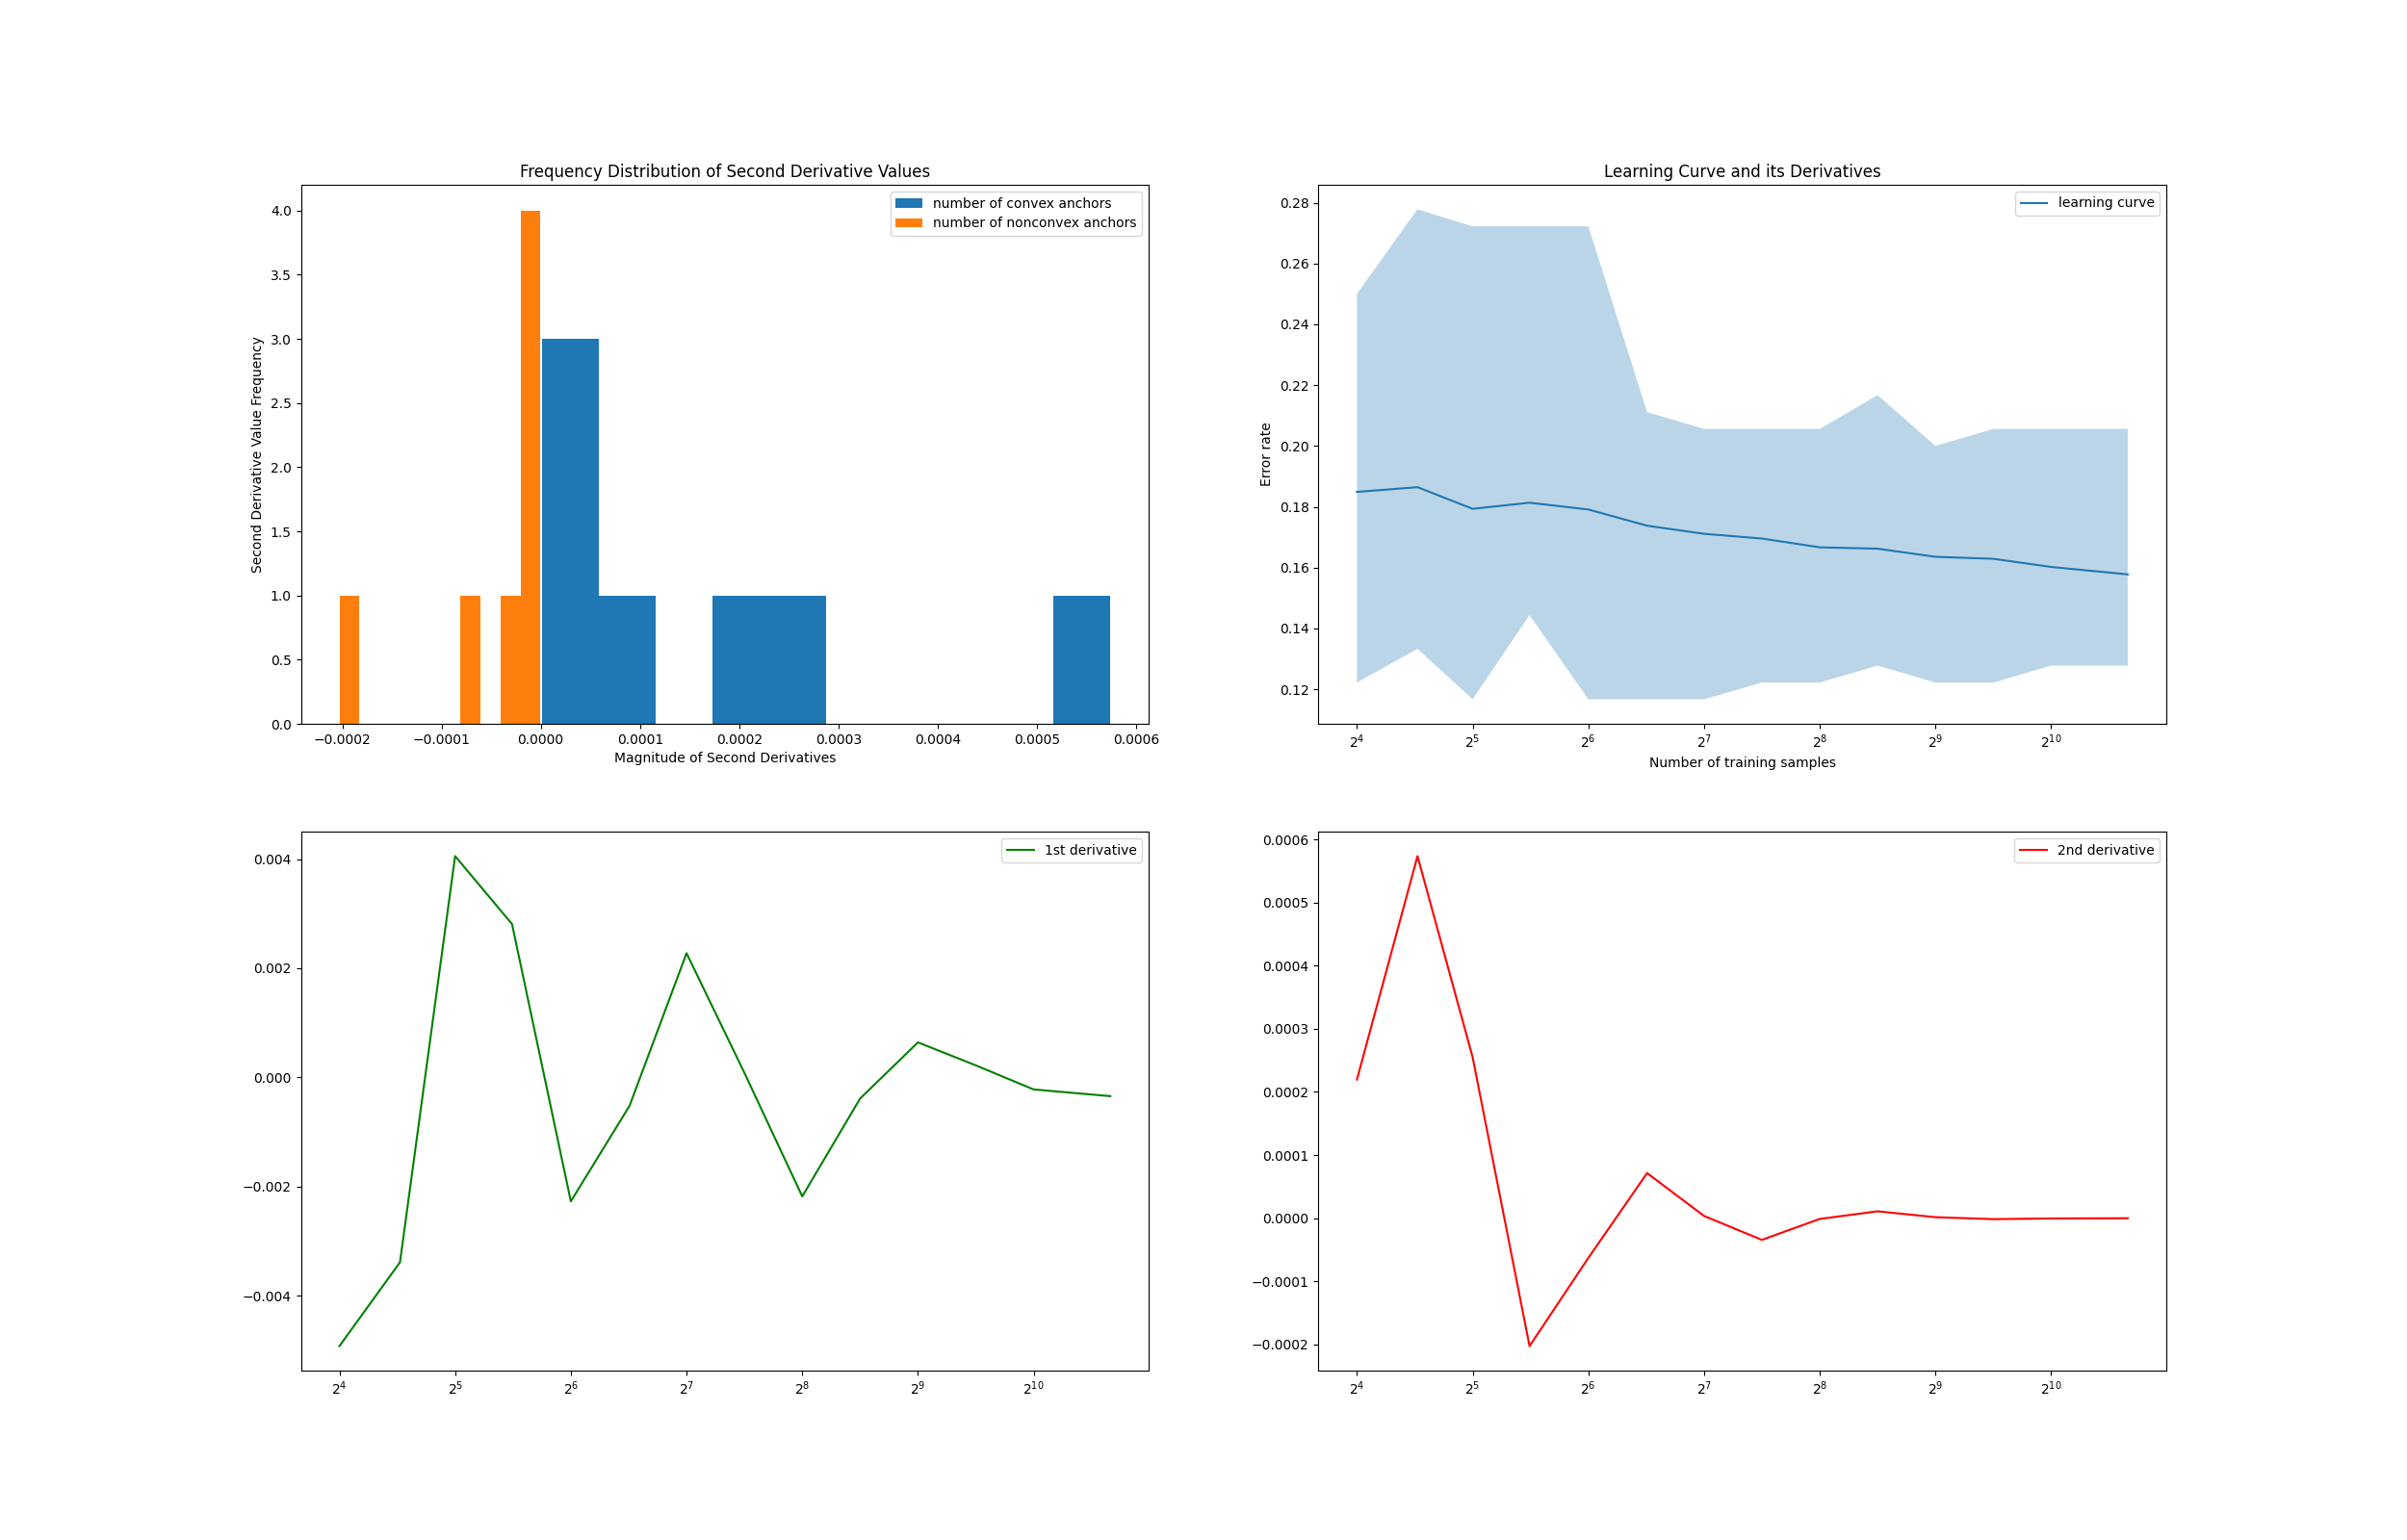 Frequency Distribution of Second Derivative Values
number of convex anchors
number of nonconvex anchors
4.0
3.5
3.0
2.5
2.0
1.5
1.0
0.5
0.0
Second Derivative Value Frequency
−0.0002 −0.0001 0.0000 0.0001 0.0002 0.0003 0.0004 0.0005 0.0006
Magnitude of Second Derivatives
Learning Curve and its Derivatives
learning curve
0.28
0.26
0.24
0.22
0.20
0.18
0.16
0.14
0.12
Error rate
2⁴ 2⁵ 2⁶ 2⁷ 2⁸ 2⁹ 2¹⁰
Number of training samples
1st derivative
0.004
0.002
0.000
−0.002
−0.004
2⁴ 2⁵ 2⁶ 2⁷ 2⁸ 2⁹ 2¹⁰
2nd derivative
0.0006
0.0005
0.0004
0.0003
0.0002
0.0001
0.0000
−0.0001
−0.0002
2⁴ 2⁵ 2⁶ 2⁷ 2⁸ 2⁹ 2¹⁰